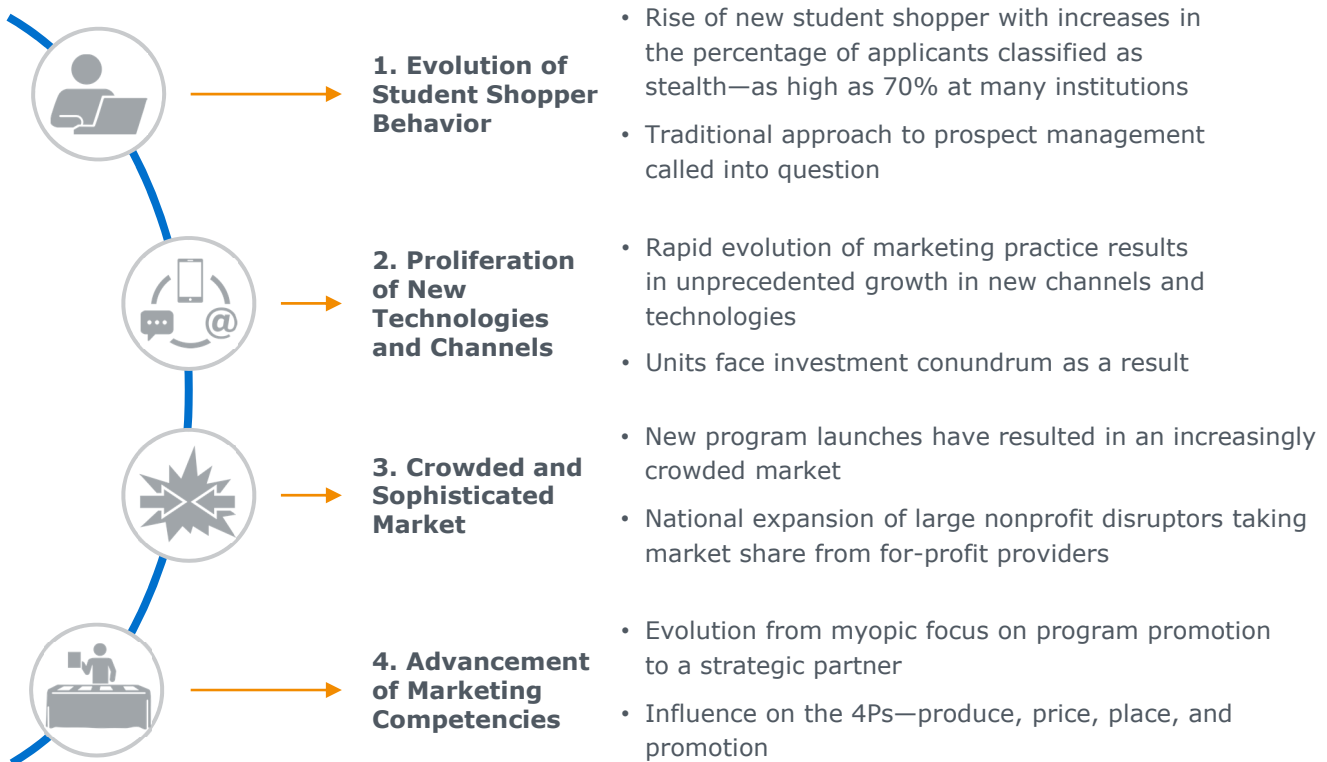 1. Evolution of
Student Shopper
Behavior
• Rise of new student shopper with increases in
the percentage of applicants classified as
stealth—as high as 70% at many institutions
• Traditional approach to prospect management
called into question
2. Proliferation
of New
Technologies
and Channels
• Rapid evolution of marketing practice results
in unprecedented growth in new channels and
technologies
• Units face investment conundrum as a result
@
3. Crowded and
Sophisticated
Market
• New program launches have resulted in an increasingly
crowded market
• National expansion of large nonprofit disruptors taking
market share from for-profit providers
4. Advancement
of Marketing
Competencies
• Evolution from myopic focus on program promotion
to a strategic partner
• Influence on the 4Ps—produce, price, place, and
promotion